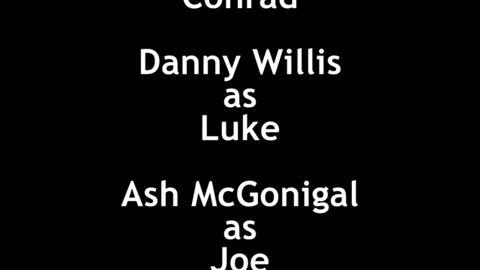 Conrad
Danny Willis
as
Luke
Ash McGonigal
as
Joe